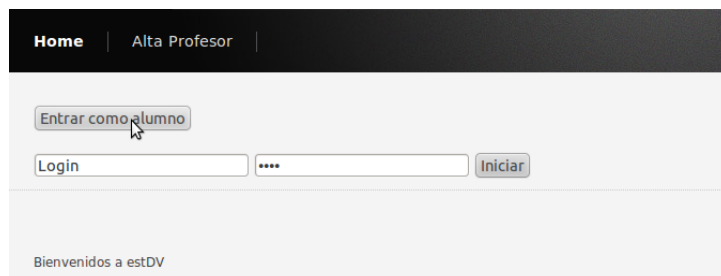 Home Alta Profesor
Entrar como alumno
Login •••• Iniciar
Bienvenidos a estDV